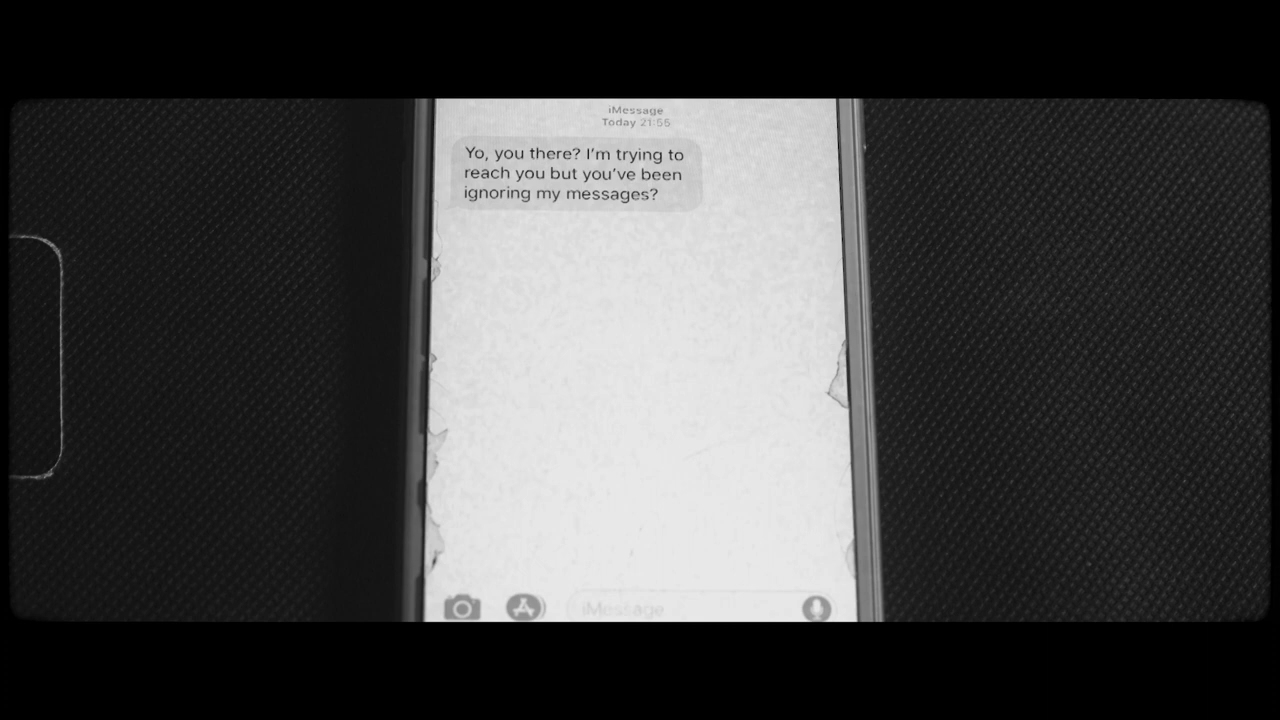 iMessage
Today 21:55
Yo, you there? I'm trying to
reach you but you've been
ignoring my messages?
iMessage